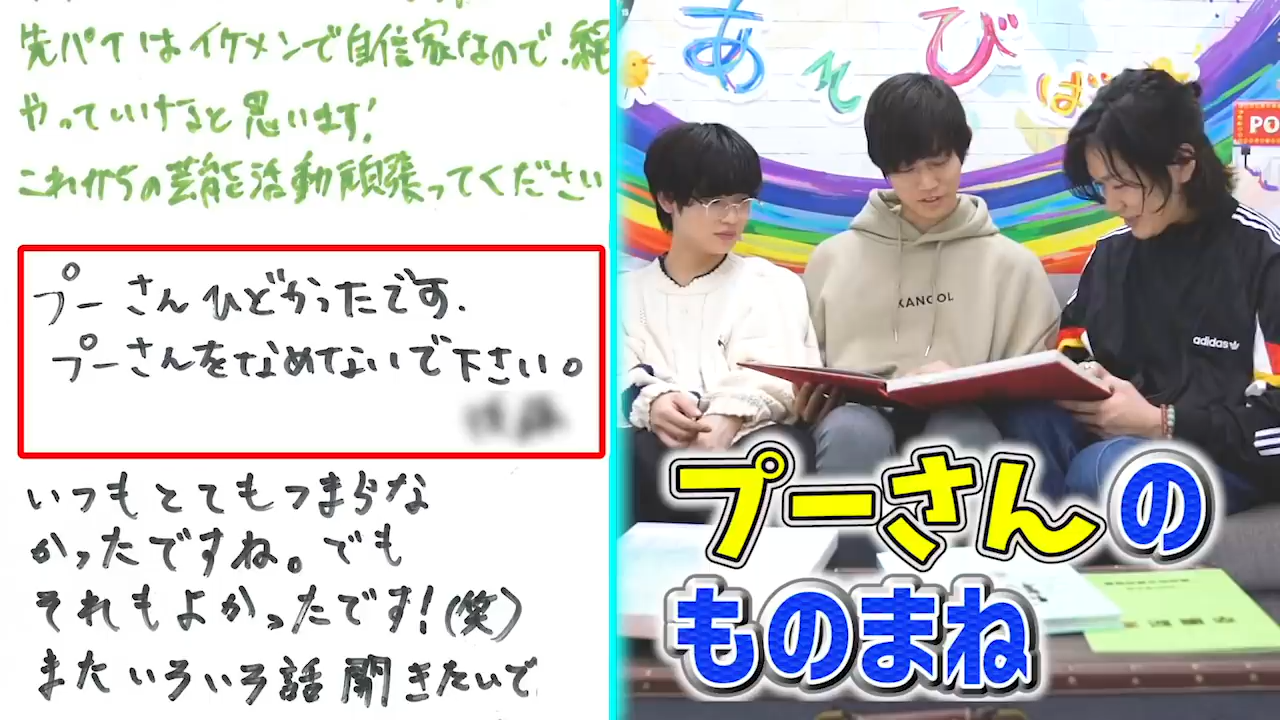 先パイはイケメンで自信家なので、絶
やっていけると思います！
これからの芸能活動頑張ってください
プーさんひどかったです.
プーさんをなめないで下さい。
いつもとてもつまらな
かったですね。でも
それもよかったです！(笑)
またいろいろ話聞きたいで
あそびば
PO
KANGOL
adidas
プーさんの
ものまね